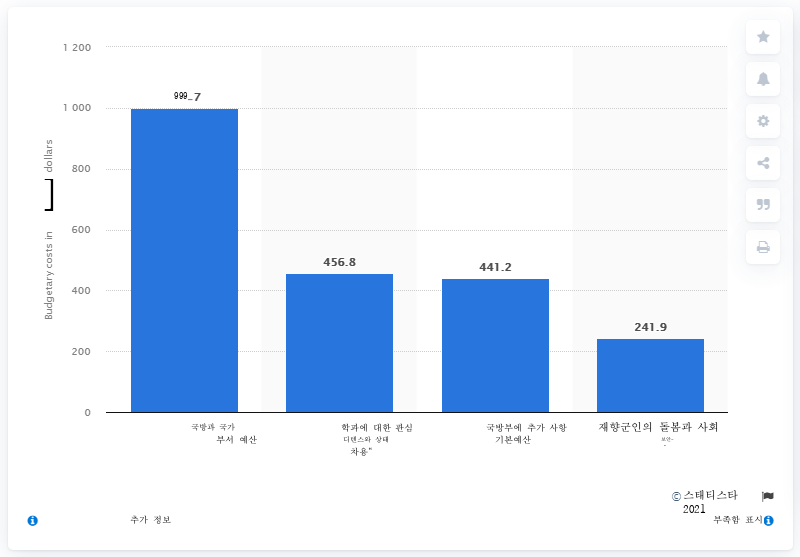 1 200
1 000
800
600
400
200
0
Budgetary costs in ] dollars
999.7
456.8
441.2
241.9
국방과 국가
부서 예산
학과에 대한 관심
디펜스와 상태
차용"
국방부에 추가 사항
기본예산
재향군인의 돌봄과 사회
보안-
© 스태티스타
2021
추가 정보
부족함 표시